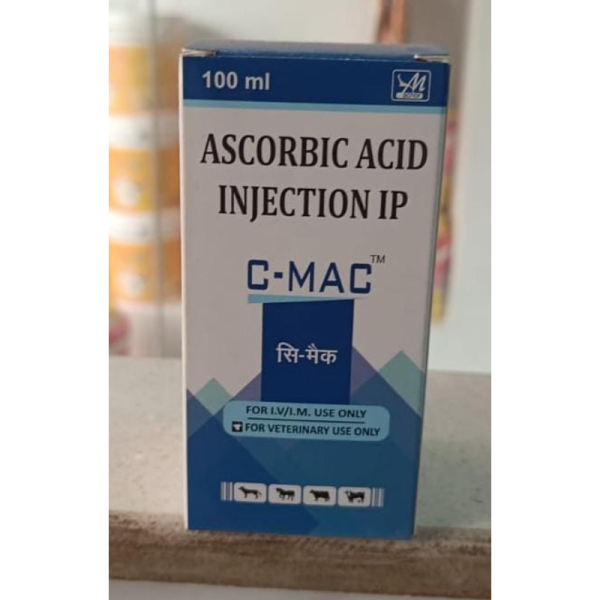 100 ml
ASCORBIC ACID
INJECTION IP
C-MAC™
सि-मैक
FOR I.V/I.M. USE ONLY
FOR VETERINARY USE ONLY